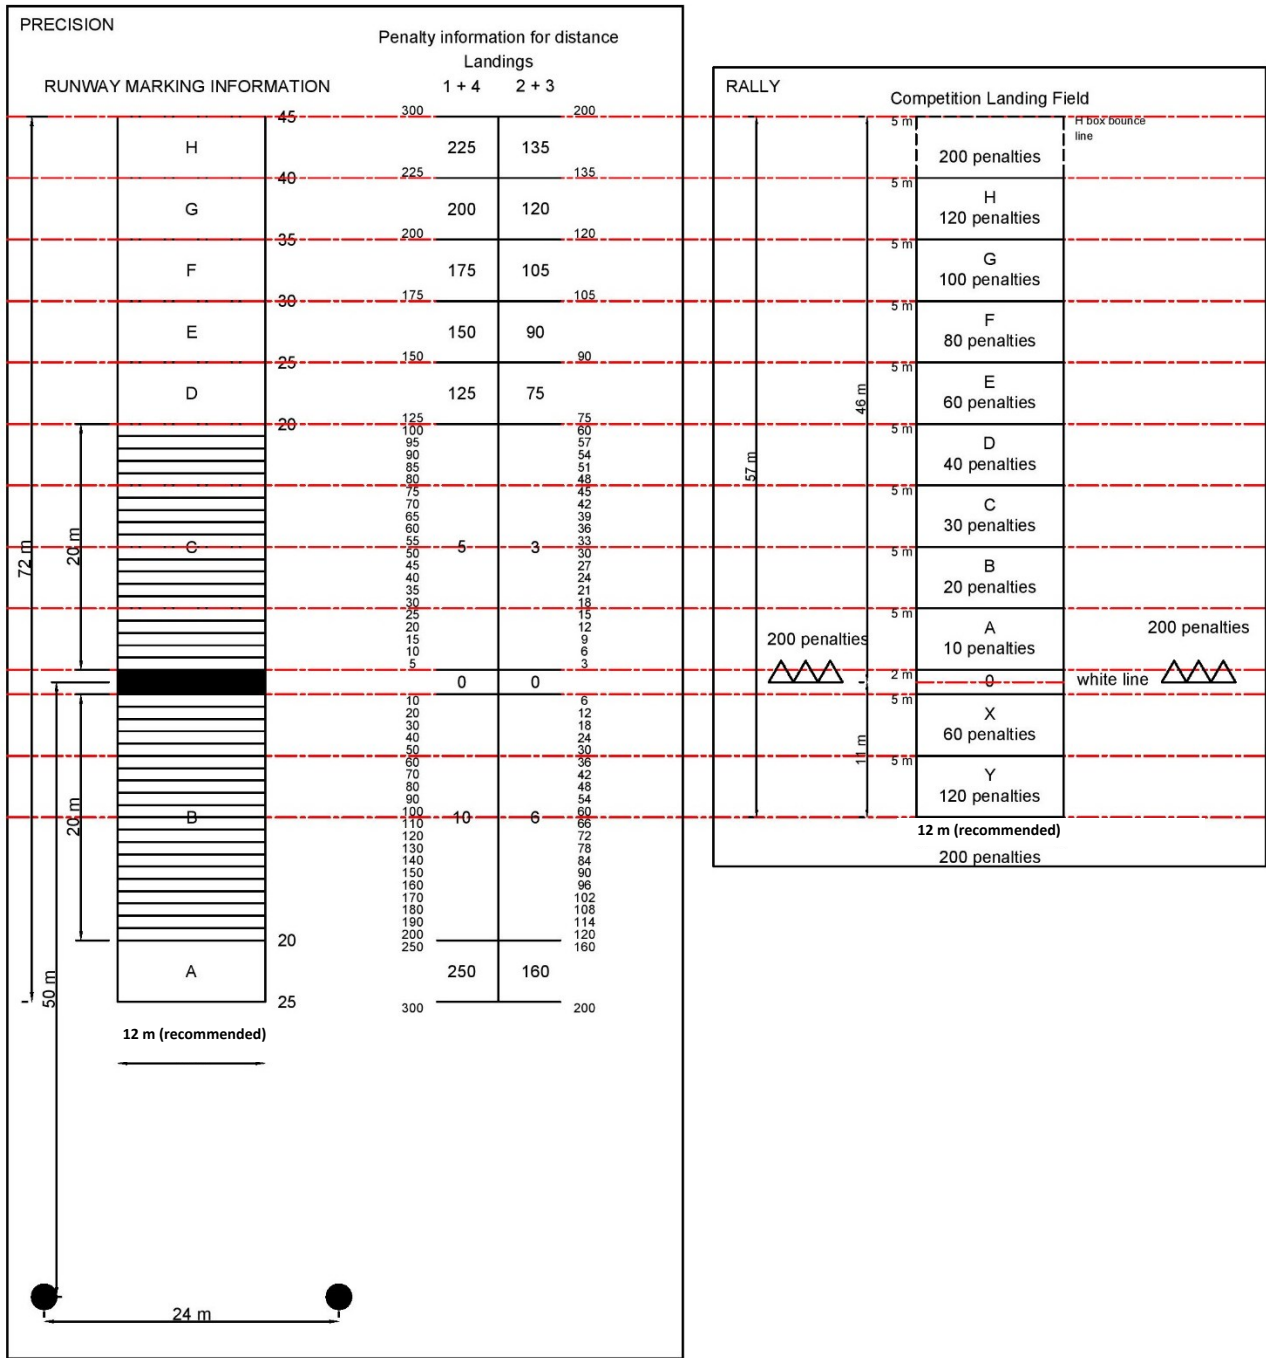 PRECISION
Penalty information for distance
Landings
RUNWAY MARKING INFORMATION 1 + 4 2 + 3
45 300 200
H 225 135
40 225 135
G 200 120
35 200 120
F 175 105
30 175 105
E 150 90
25 150 90
D 125 75
20 125 75
100 60
95 57
90 54
85 51
80 48
75 45
70 42
65 39
60 36
55 33
C 5 3
50 30
45 27
40 24
35 21
30 18
25 15
20 12
15 9
10 6
5 3
0 0
10 6
20 12
30 18
40 24
50 30
60 36
70 42
80 48
90 54
100 60
B 10 6
110 66
120 72
130 78
140 84
150 90
160 96
170 102
180 108
190 114
200 120
20
250 160
A 250 160
25 300 200
72 m
20 m
20 m
50 m
12 m (recommended)
24 m
RALLY
Competition Landing Field
5 m H box bounce
line
200 penalties
5 m
H
120 penalties
5 m
G
100 penalties
5 m
F
80 penalties
5 m
E
60 penalties
5 m
D
40 penalties
5 m
C
30 penalties
5 m
B
20 penalties
5 m
A
10 penalties
200 penalties 200 penalties
2 m 0 white line
5 m
X
60 penalties
5 m
Y
120 penalties
57 m
46 m
11 m
12 m (recommended)
200 penalties